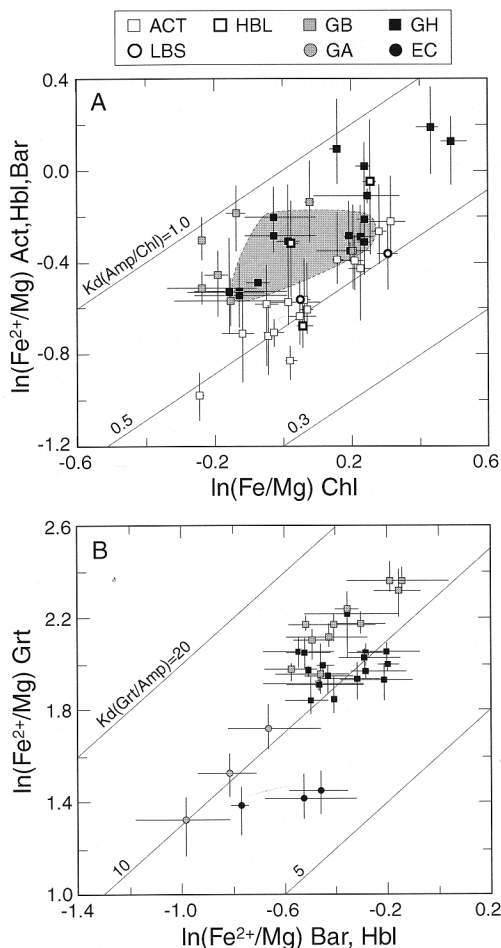 ACT HBL GB GH
LBS GA EC
A
0.4
0.0
-0.4
-0.8
-1.2
ln(Fe²⁺/Mg) Act,Hbl,Bar
Kd(Amp/Chl)=1.0
0.5
0.3
-0.6 -0.2 0.2 0.6
ln(Fe/Mg) Chl
B
2.6
2.2
1.8
1.4
1.0
ln(Fe²⁺/Mg) Grt
Kd(Grt/Amp)=20
10
5
-1.4 -1.0 -0.6 -0.2 0.2
ln(Fe²⁺/Mg) Bar, Hbl